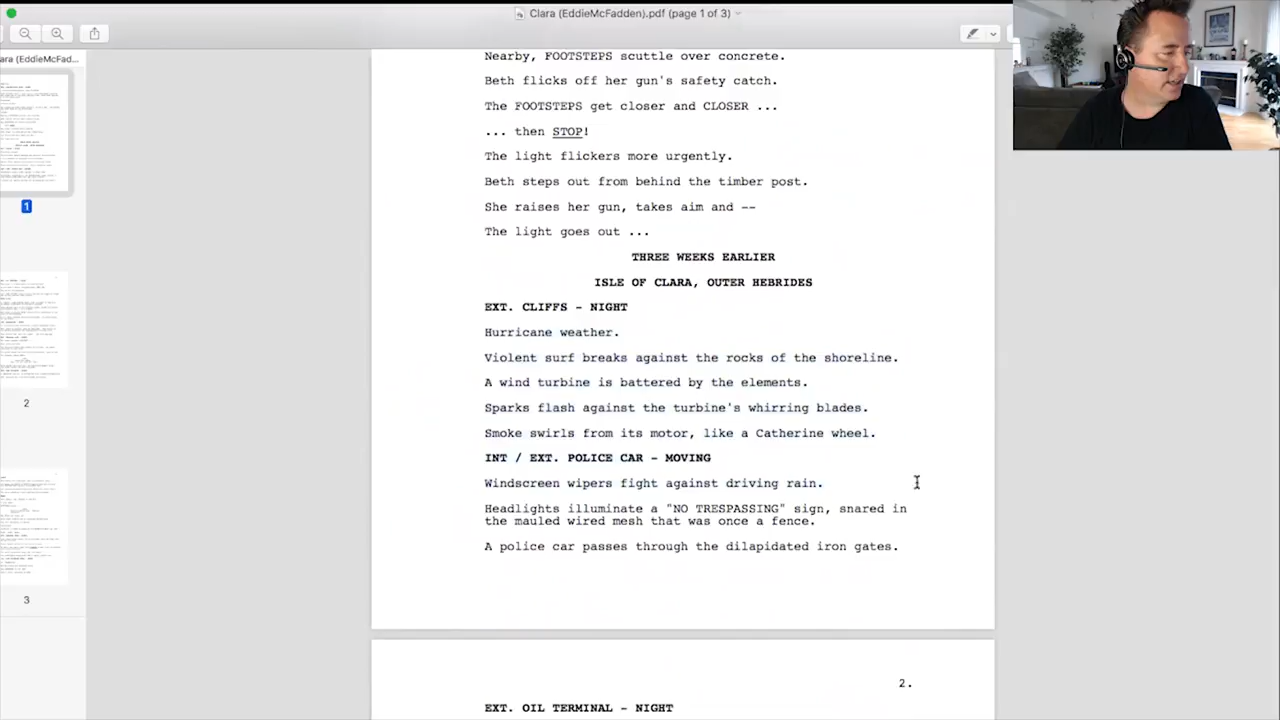 Clara (EddieMcFadden).pdf (page 1 of 3)
ara (EddieMcFad...
1
2
3
Nearby, FOOTSTEPS scuttle over concrete.
Beth flicks off her gun's safety catch.
The FOOTSTEPS get closer and CLOSER ...
... then STOP!
The light flickers more urgently.
Beth steps out from behind the timber post.
She raises her gun, takes aim and --
The light goes out ...
THREE WEEKS EARLIER
ISLE OF CLARA, OUTER HEBRIDES
EXT. CLIFFS - NIGHT
Hurricane weather.
Violet surf breaks against the rocks of the shoreline.
A wind turbine is battered by the elements.
Sparks flash against the turbine's whirring blades.
Smoke swirls from its motor, like a Catherine wheel.
INT / EXT. POLICE CAR - MOVING
Windscreen wipers fight against driving rain.
Headlights illuminate a "NO TRESPASSING" sign, snared in
the mauled wired mesh that was once a fence.
A police car passes through the dilapidated iron gates.
2.
EXT. OIL TERMINAL - NIGHT